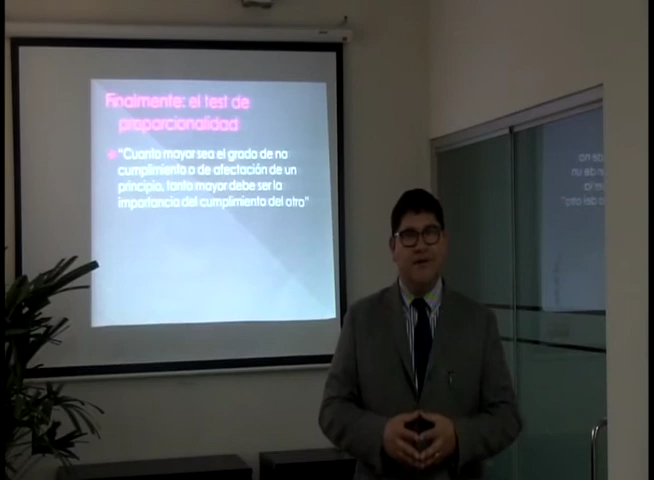 Finalmente: el test de
proporcionalidad
"Cuanto mayor sea el grado de no
cumplimiento o de afectación de un
principio, tanto mayor debe ser la
importancia del cumplimiento del otro"